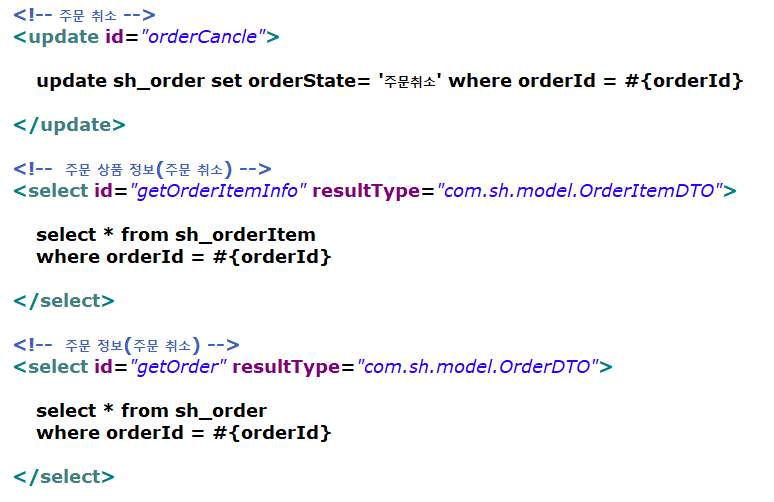 <!-- 주문 취소 -->
<update id="orderCancle">
update sh_order set orderState= '주문취소' where orderId = #{orderId}
</update>
<!-- 주문 상품 정보(주문 취소) -->
<select id="getOrderItemInfo" resultType="com.sh.model.OrderItemDTO">
select * from sh_orderItem
where orderId = #{orderId}
</select>
<!-- 주문 정보(주문 취소) -->
<select id="getOrder" resultType="com.sh.model.OrderDTO">
select * from sh_order
where orderId = #{orderId}
</select>